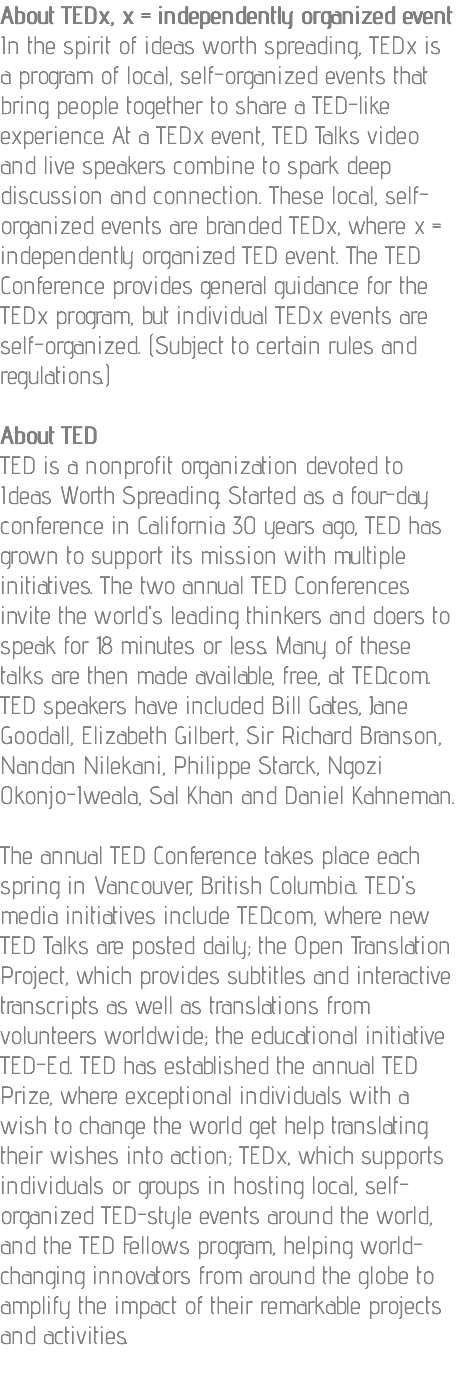 About TEDx, x = independently organized event
In the spirit of ideas worth spreading, TEDx is
a program of local, self-organized events that
bring people together to share a TED-like
experience. At a TEDx event, TED Talks video
and live speakers combine to spark deep
discussion and connection. These local, self-
organized events are branded TEDx, where x =
independently organized TED event. The TED
Conference provides general guidance for the
TEDx program, but individual TEDx events are
self-organized. (Subject to certain rules and
regulations.)

About TED
TED is a nonprofit organization devoted to
Ideas Worth Spreading. Started as a four-day
conference in California 30 years ago, TED has
grown to support its mission with multiple
initiatives. The two annual TED Conferences
invite the world's leading thinkers and doers to
speak for 18 minutes or less. Many of these
talks are then made available, free, at TED.com.
TED speakers have included Bill Gates, Jane
Goodall, Elizabeth Gilbert, Sir Richard Branson,
Nandan Nilekani, Philippe Starck, Ngozi
Okonjo-Iweala, Sal Khan and Daniel Kahneman.

The annual TED Conference takes place each
spring in Vancouver, British Columbia. TED's
media initiatives include TED.com, where new
TED Talks are posted daily; the Open Translation
Project, which provides subtitles and interactive
transcripts as well as translations from
volunteers worldwide; the educational initiative
TED-Ed. TED has established the annual TED
Prize, where exceptional individuals with a
wish to change the world get help translating
their wishes into action; TEDx, which supports
individuals or groups in hosting local, self-
organized TED-style events around the world,
and the TED Fellows program, helping world-
changing innovators from around the globe to
amplify the impact of their remarkable projects
and activities.